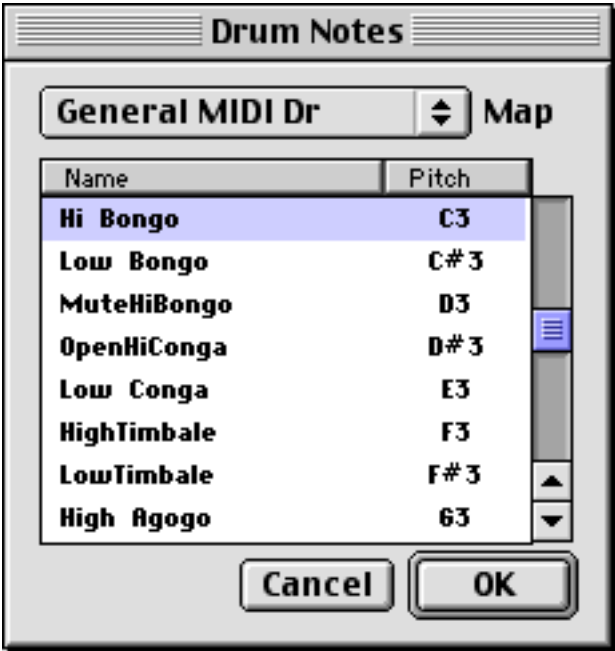 Drum Notes
General MIDI Dr Map
Name Pitch
Hi Bongo C3
Low Bongo C#3
MuteHiBongo D3
OpenHiConga D#3
Low Conga E3
HighTimbale F3
LowTimbale F#3
High Agogo G3
Cancel OK